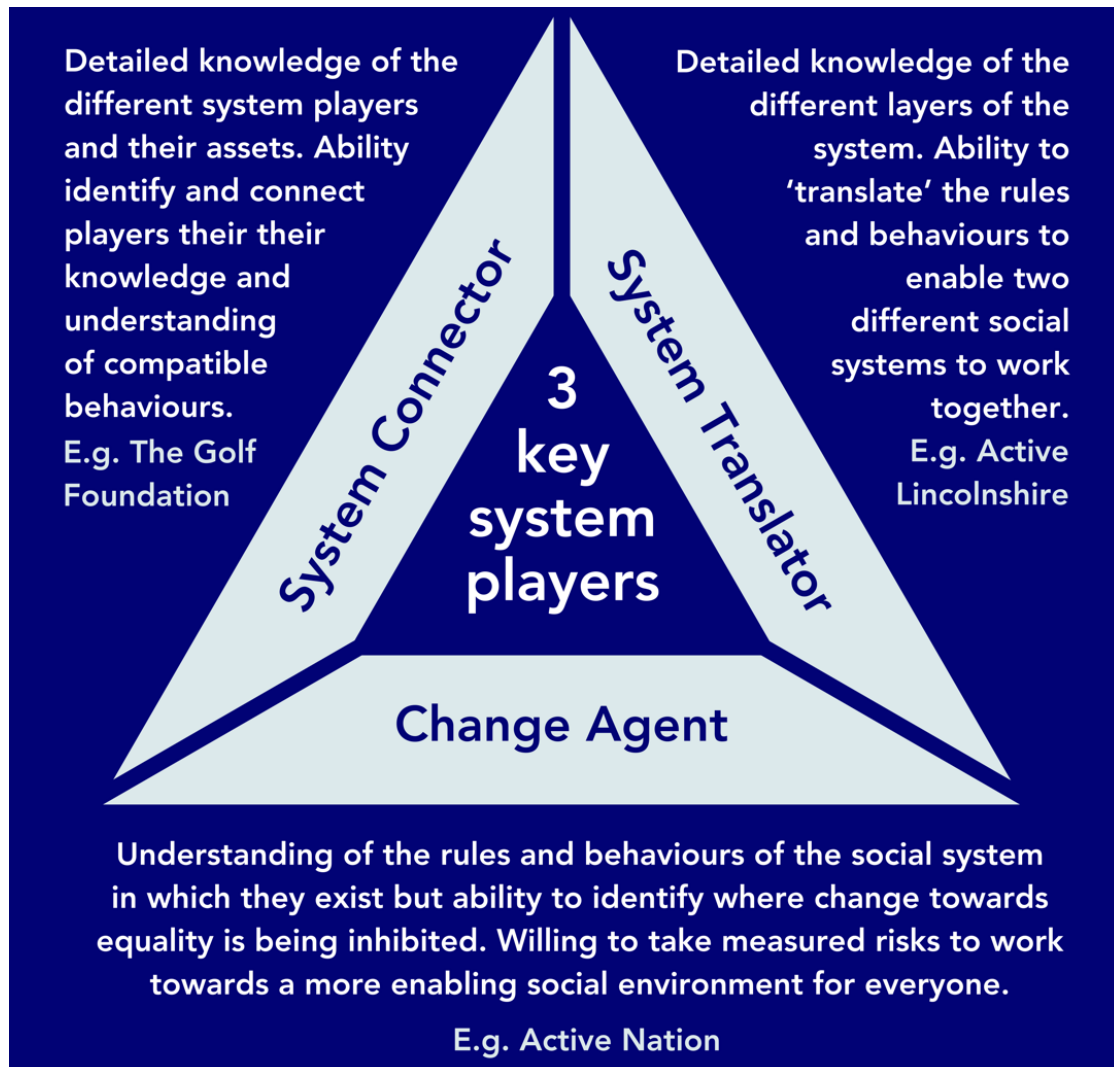 Detailed knowledge of the
different system players
and their assets. Ability
identify and connect
players their their
knowledge and
understanding
of compatible
behaviours.
E.g. The Golf
Foundation
System Connector
Detailed knowledge of the
different layers of the
system. Ability to
‘translate’ the rules
and behaviours to
enable two
different social
systems to work
together.
E.g. Active
Lincolnshire
System Translator
3
key
system
players
Change Agent
Understanding of the rules and behaviours of the social system
in which they exist but ability to identify where change towards
equality is being inhibited. Willing to take measured risks to work
towards a more enabling social environment for everyone.
E.g. Active Nation